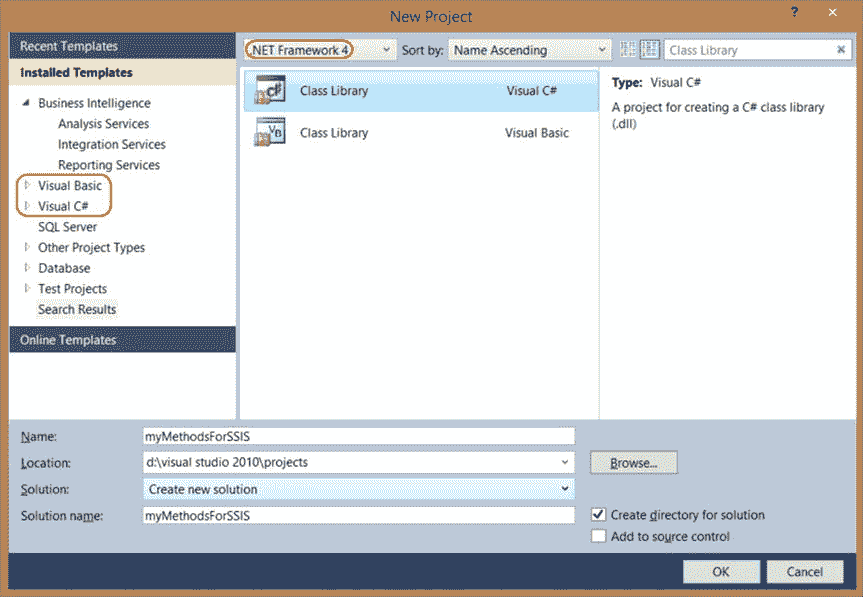 New Project
?
×
Recent Templates
.NET Framework 4
Sort by:
Name Ascending
Class Library
Installed Templates
Business Intelligence
Analysis Services
Integration Services
Reporting Services
Visual Basic
Visual C#
SQL Server
Other Project Types
Database
Test Projects
Search Results
Online Templates
Class Library Visual C#
Class Library Visual Basic
Type: Visual C#
A project for creating a C# class library
(.dll)
Name: myMethodsForSSIS
Location: d:\visual studio 2010\projects
Browse...
Solution: Create new solution
Solution name: myMethodsForSSIS
Create directory for solution
Add to source control
OK
Cancel